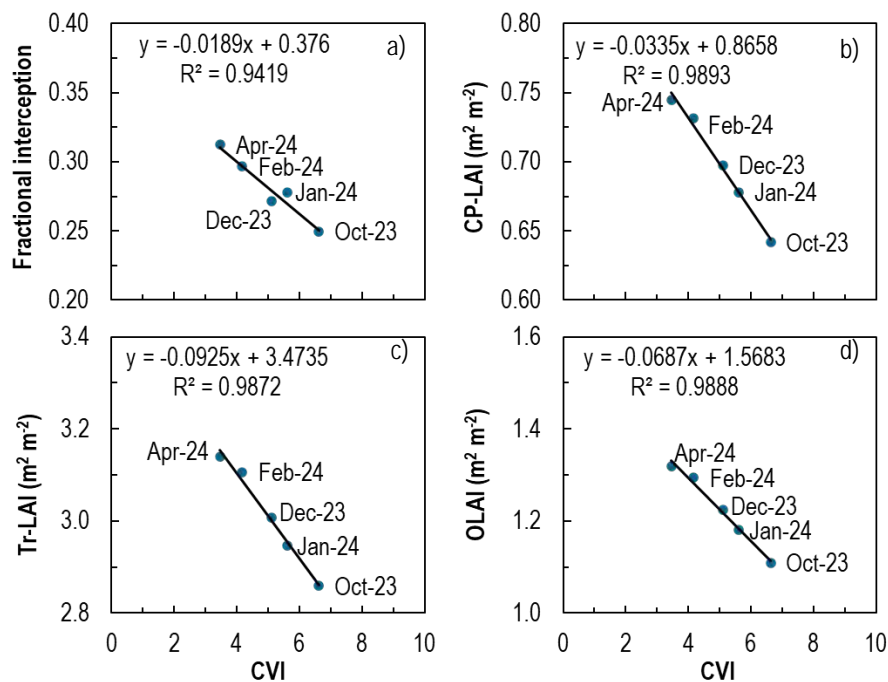 y = -0.0189x + 0.376
R² = 0.9419
a)
0.40
0.35
0.30
0.25
0.20
Fractional interception
Apr-24
Feb-24
Jan-24
Dec-23
Oct-23
y = -0.0335x + 0.8658
R² = 0.9893
b)
0.80
0.75
0.70
0.65
0.60
CP-LAI (m² m⁻²)
Apr-24
Feb-24
Dec-23
Jan-24
Oct-23
y = -0.0925x + 3.4735
R² = 0.9872
c)
3.4
3.2
3.0
2.8
Tr-LAI (m² m⁻²)
Apr-24
Feb-24
Dec-23
Jan-24
Oct-23
0 2 4 6 8 10
CVI
y = -0.0687x + 1.5683
R² = 0.9888
d)
1.6
1.4
1.2
1.0
OLAI (m² m⁻²)
Apr-24
Feb-24
Dec-23
Jan-24
Oct-23
0 2 4 6 8 10
CVI